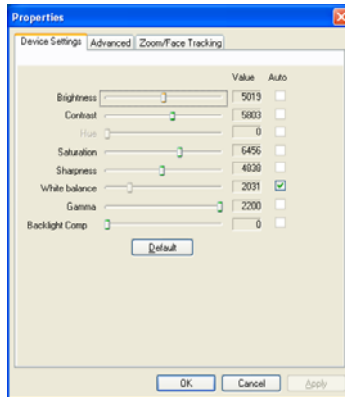 Properties
Device Settings Advanced Zoom/Face Tracking
Value Auto
Brightness 5019
Contrast 5803
Hue 0
Saturation 6456
Sharpness 4838
White balance 2031
Gamma 2200
Backlight Comp 0
Default
OK Cancel Apply